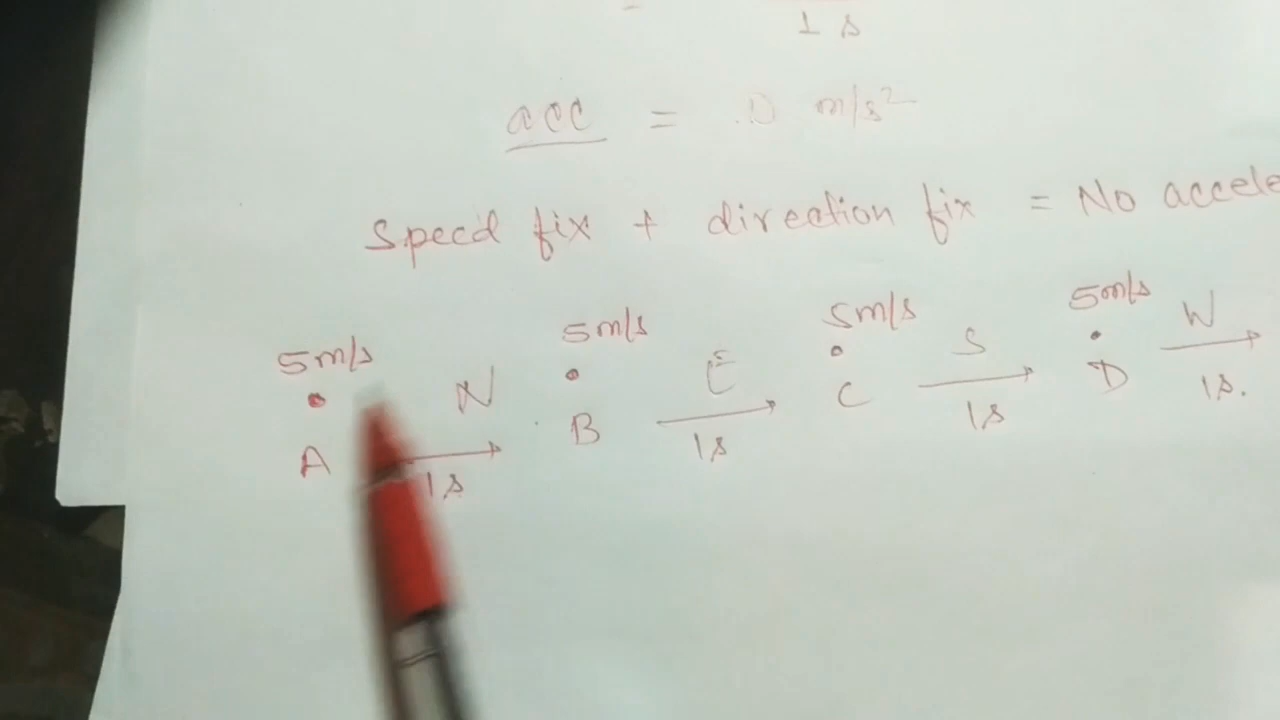 1 s
acc = 0 m/s²
Speed fix + direction fix = No accele
5m/s 5m/s 5m/s 5m/s
N E S W
A B C D
1s 1s 1s 1s.